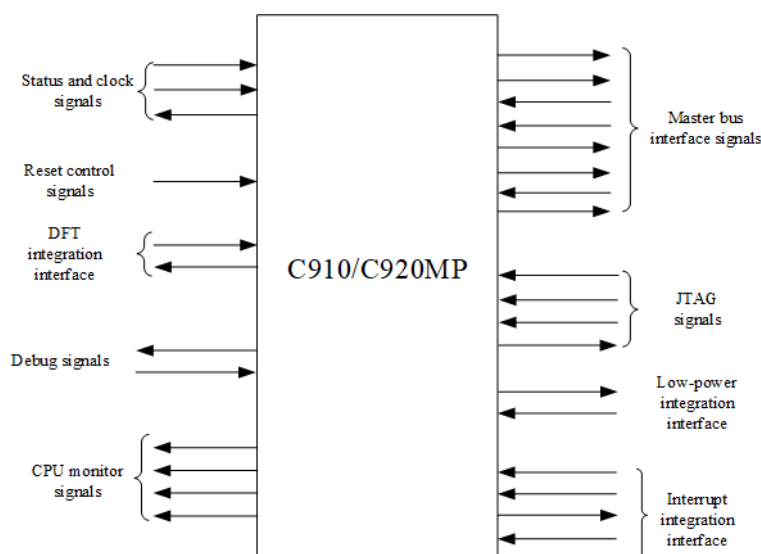 Status and clock
signals
Reset control
signals
DFT
integration
interface
Debug signals
CPU monitor
signals
C910/C920MP
Master bus
interface signals
JTAG
signals
Low-power
integration
interface
Interrupt
integration
interface